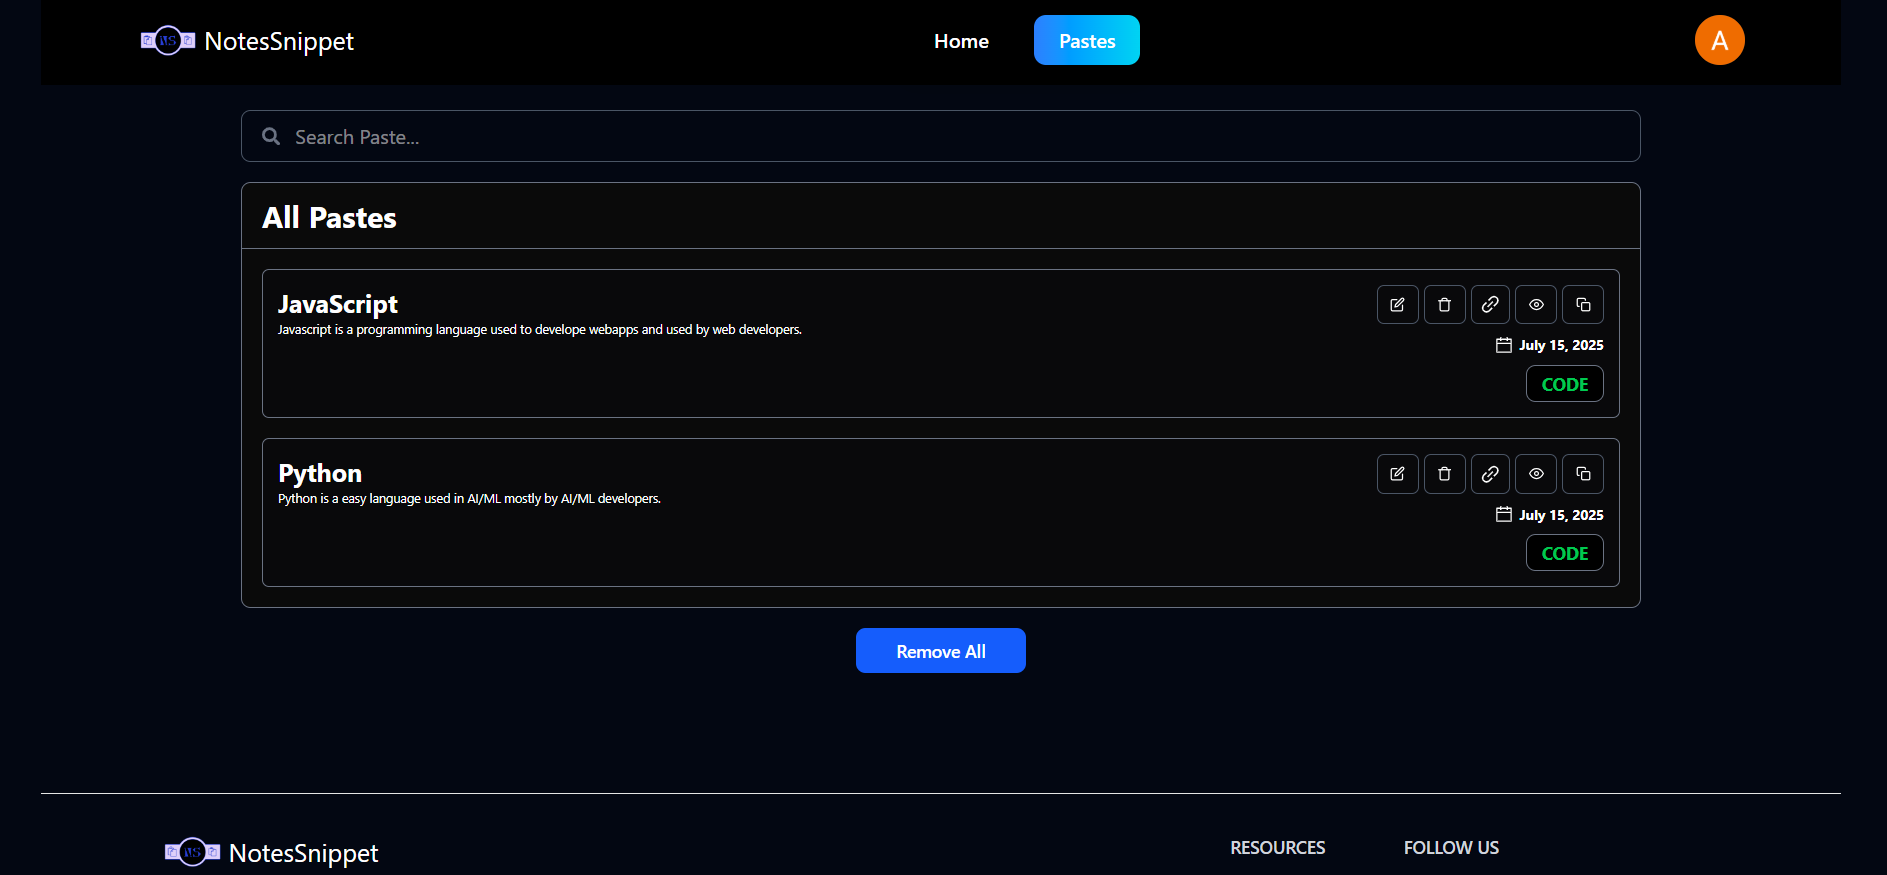 NS NotesSnippet
Home
Pastes
A
Search Paste...
All Pastes
JavaScript
Javascript is a programming language used to develope webapps and used by web developers.
July 15, 2025
CODE
Python
Python is a easy language used in AI/ML mostly by AI/ML developers.
July 15, 2025
CODE
Remove All
NS NotesSnippet
RESOURCES
FOLLOW US